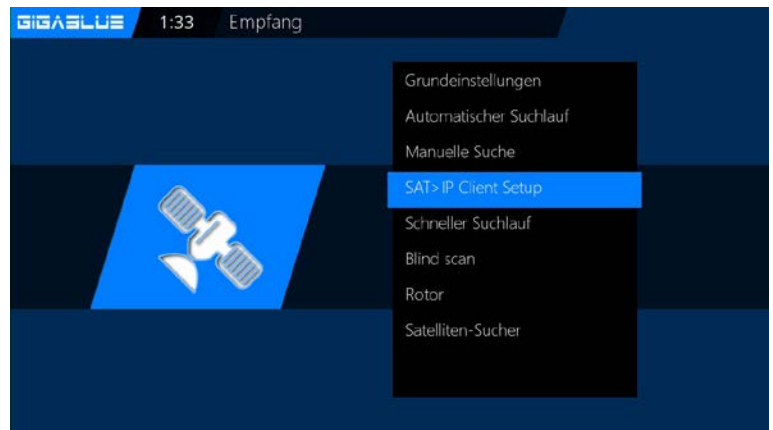 GIGABLUE 1:33 Empfang
Grundeinstellungen
Automatischer Suchlauf
Manuelle Suche
SAT>IP Client Setup
Schneller Suchlauf
Blind scan
Rotor
Satelliten-Sucher